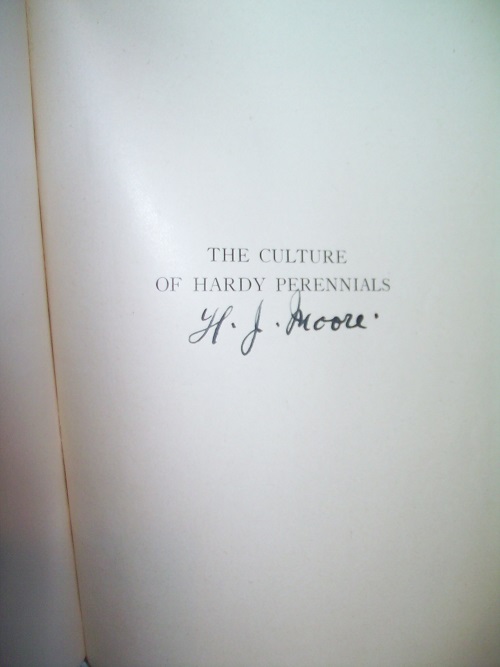 THE CULTURE
OF HARDY PERENNIALS
H. J. Moore.